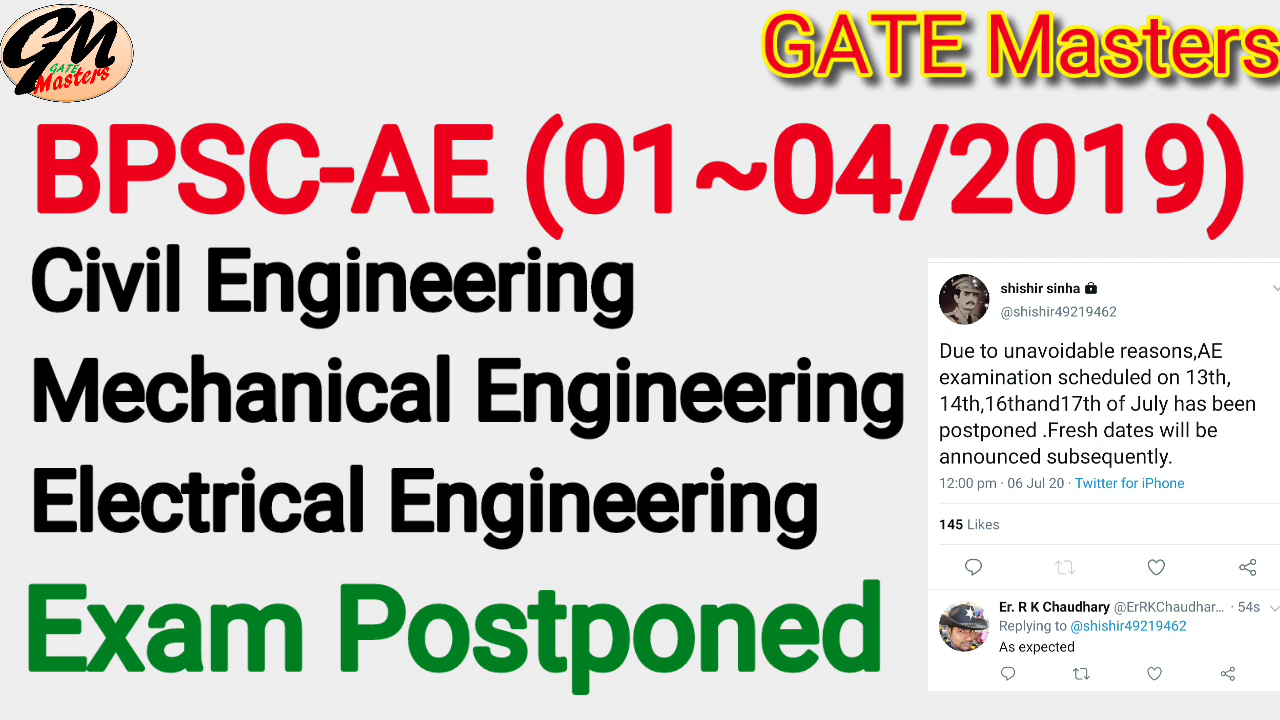 GM
GATE
Masters
GATE Masters
BPSC-AE (01~04/2019)
Civil Engineering
Mechanical Engineering
Electrical Engineering
Exam Postponed
shishir sinha
@shishir49219462
Due to unavoidable reasons,AE
examination scheduled on 13th,
14th,16thand17th of July has been
postponed .Fresh dates will be
announced subsequently.
12:00 pm · 06 Jul 20 · Twitter for iPhone
145 Likes
Er. R K Chaudhary @ErRKChaudhar... · 54s
Replying to @shishir49219462
As expected